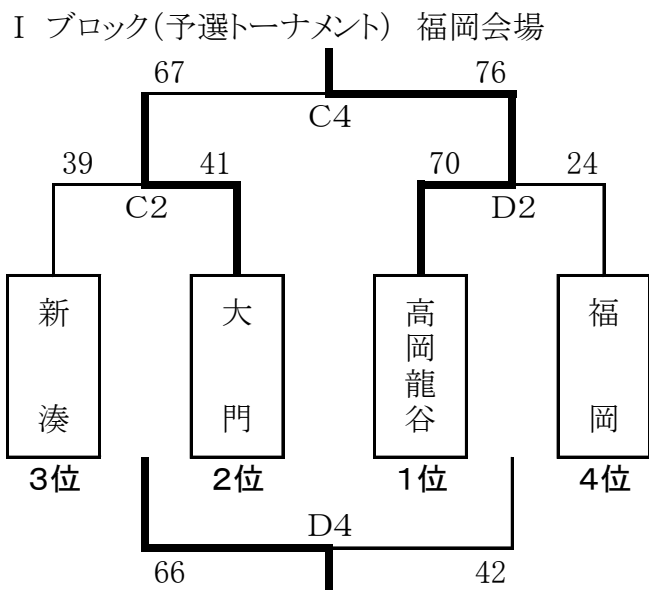 I ブロック(予選トーナメント) 福岡会場
67 76
C4
39 41 70 24
C2 D2
新湊 大門 高岡龍谷 福岡
3位 2位 1位 4位
D4
66 42